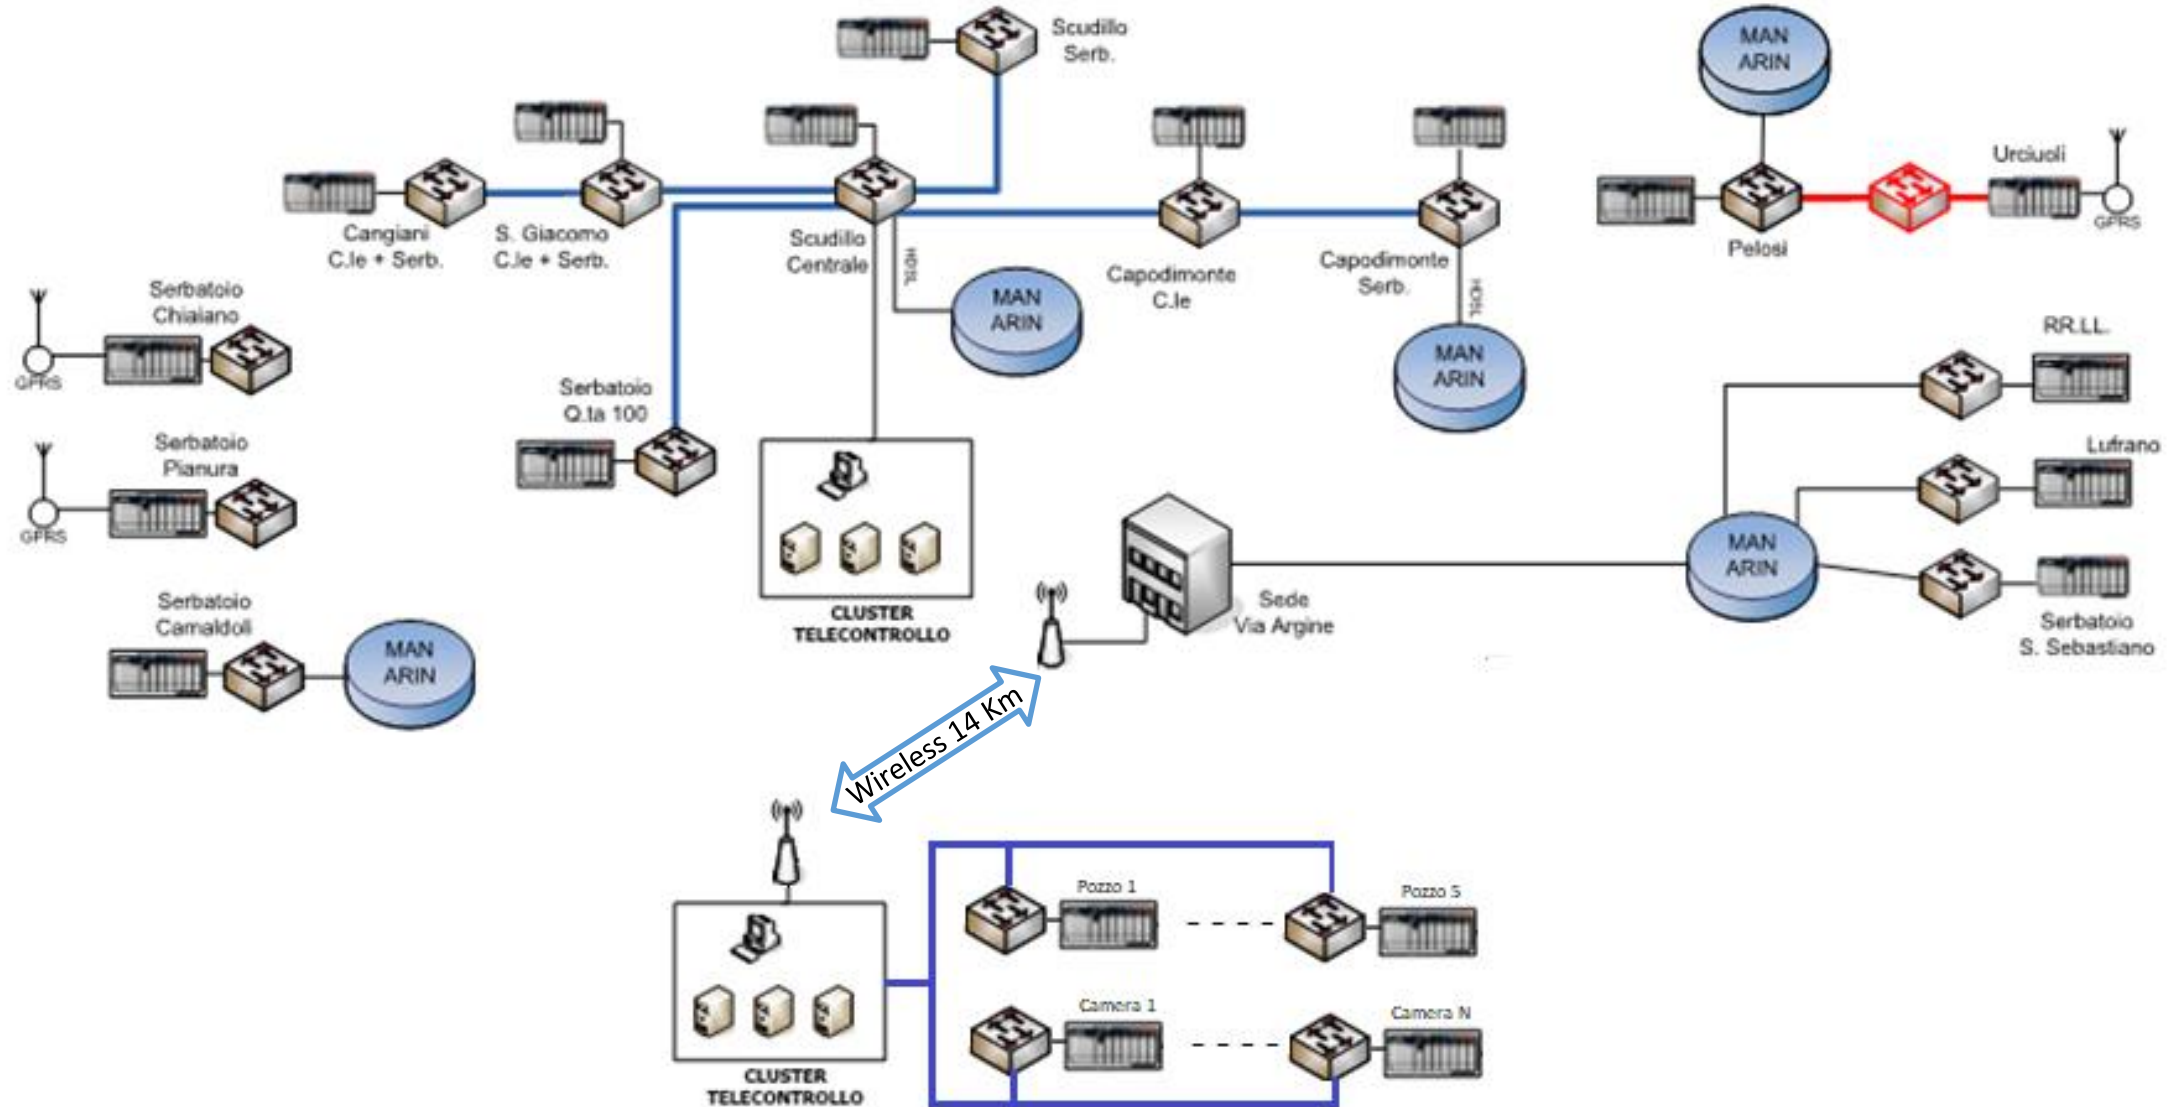 Scudillo
Serb.
MAN
ARIN
Urciuoli
GPRS
Pelosi
Cangiani
C.le + Serb.
S. Giacomo
C.le + Serb.
Scudillo
Centrale
HDSL
MAN
ARIN
Capodimonte
C.le
Capodimonte
Serb.
HDSL
MAN
ARIN
Serbatoio
Chiaiano
GPRS
Serbatoio
Pianura
GPRS
Serbatoio
Camaldoli
MAN
ARIN
Serbatoio
Q.ta 100
CLUSTER
TELECONTROLLO
Sede
Via Argine
MAN
ARIN
RR.LL.
Lufrano
Serbatoio
S. Sebastiano
Wireless 14 Km
CLUSTER
TELECONTROLLO
Pozzo 1
Pozzo S
Camera 1
Camera N